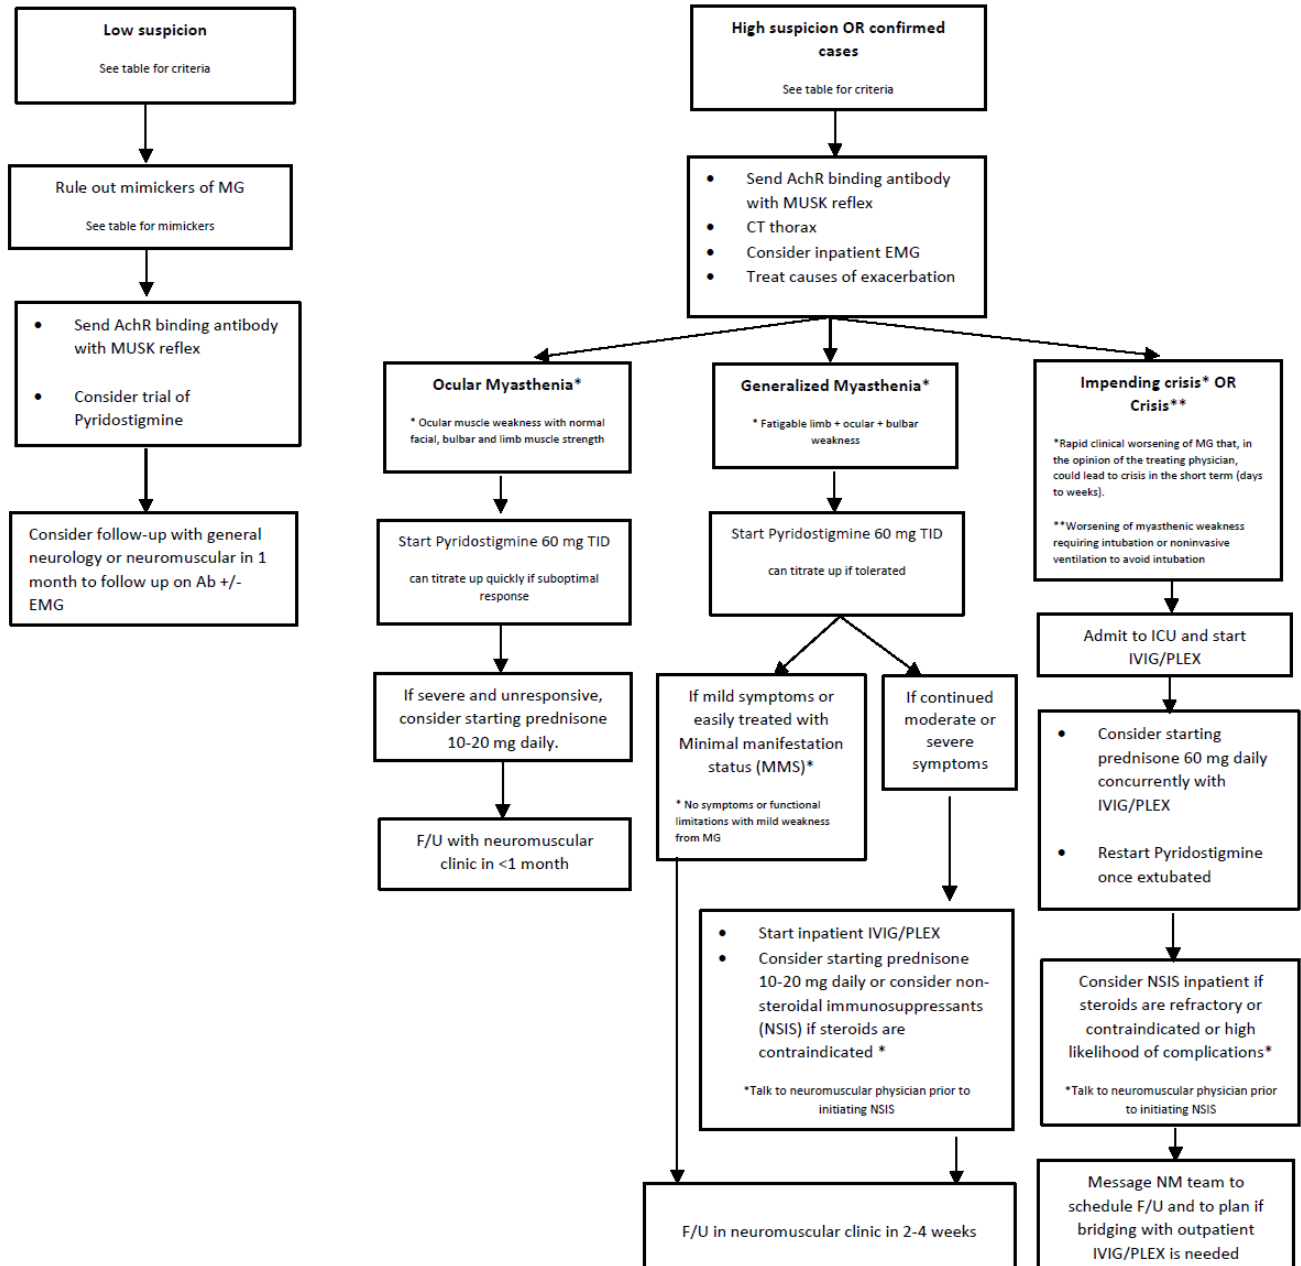 Low suspicion
See table for criteria
Rule out mimickers of MG
See table for mimickers
• Send AchR binding antibody
with MUSK reflex
• Consider trial of
Pyridostigmine
Consider follow-up with general
neurology or neuromuscular in 1
month to follow up on Ab +/-
EMG
High suspicion OR confirmed
cases
See table for criteria
• Send AchR binding antibody
with MUSK reflex
• CT thorax
• Consider inpatient EMG
• Treat causes of exacerbation
Ocular Myasthenia*
* Ocular muscle weakness with normal
facial, bulbar and limb muscle strength
Start Pyridostigmine 60 mg TID
can titrate up quickly if suboptimal
response
If severe and unresponsive,
consider starting prednisone
10-20 mg daily.
F/U with neuromuscular
clinic in <1 month
Generalized Myasthenia*
* Fatigable limb + ocular + bulbar
weakness
Start Pyridostigmine 60 mg TID
can titrate up if tolerated
If mild symptoms or
easily treated with
Minimal manifestation
status (MMS)*
* No symptoms or functional
limitations with mild weakness
from MG
If continued
moderate or
severe
symptoms
• Start inpatient IVIG/PLEX
• Consider starting prednisone
10-20 mg daily or consider non-
steroidal immunosuppressants
(NSIS) if steroids are
contraindicated *
*Talk to neuromuscular physician prior to
initiating NSIS
F/U in neuromuscular clinic in 2-4 weeks
Impending crisis* OR
Crisis**
*Rapid clinical worsening of MG that, in
the opinion of the treating physician,
could lead to crisis in the short term (days
to weeks).
**Worsening of myasthenic weakness
requiring intubation or noninvasive
ventilation to avoid intubation
Admit to ICU and start
IVIG/PLEX
• Consider starting
prednisone 60 mg daily
concurrently with
IVIG/PLEX
• Restart Pyridostigmine
once extubated
Consider NSIS inpatient if
steroids are refractory or
contraindicated or high
likelihood of complications*
*Talk to neuromuscular physician prior
to initiating NSIS
Message NM team to
schedule F/U and to plan if
bridging with outpatient
IVIG/PLEX is needed